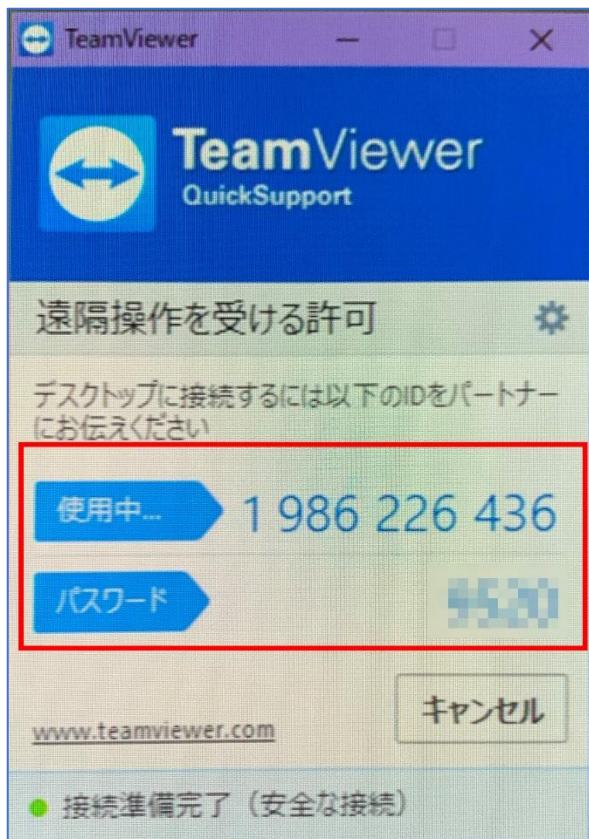 TeamViewer
TeamViewer
QuickSupport
遠隔操作を受ける許可
デスクトップに接続するには以下のIDをパートナー
にお伝えください
使用中... 1 986 226 436
パスワード
キャンセル
www.teamviewer.com
接続準備完了（安全な接続）